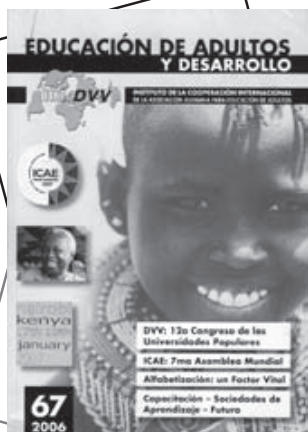 EDUCACIÓN DE ADULTOS
Y DESARROLLO
DVV
INSTITUTO DE LA COOPERACIÓN INTERNACIONAL
DE LA ASOCIACIÓN ALEMANA PARA EDUCACIÓN DE ADULTOS
ICAE
kenya
january
DVV: 12o Congreso de las
Universidades Populares
ICAE: 7ma Asamblea Mundial
Alfabetización: un Factor Vital
Capacitación – Sociedades de
Aprendizaje – Futuro
67
2006